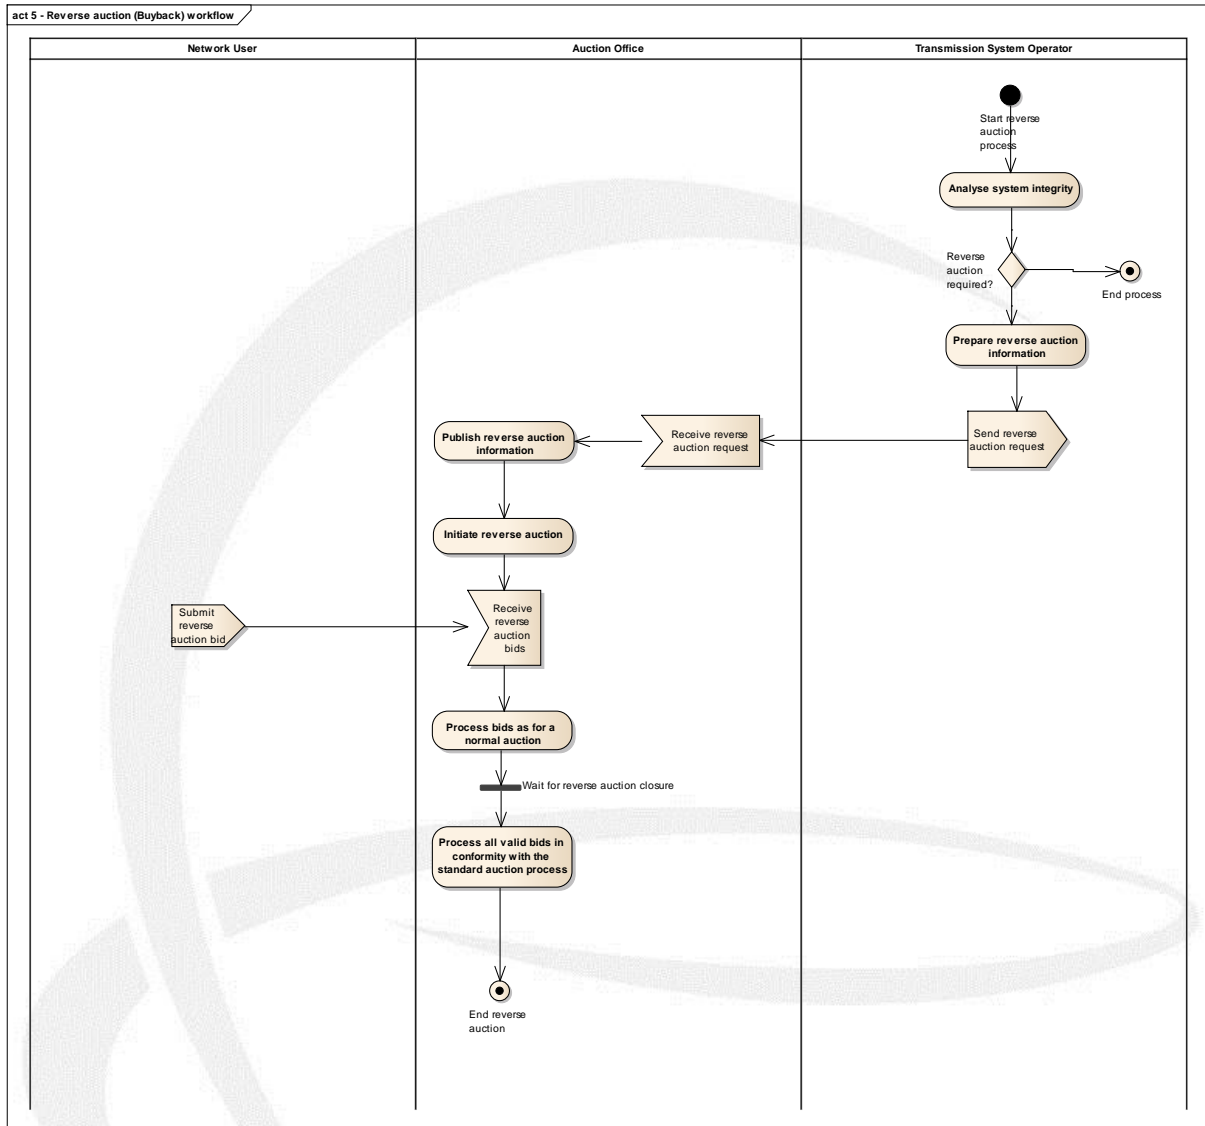 act 5 - Reverse auction (Buyback) workflow
Network User
Auction Office
Transmission System Operator
Start reverse
auction
process
Analyse system integrity
Reverse
auction
required?
End process
Prepare reverse auction
information
Send reverse
auction request
Receive reverse
auction request
Publish reverse auction
information
Initiate reverse auction
Submit
reverse
auction bid
Receive
reverse
auction
bids
Process bids as for a
normal auction
Wait for reverse auction closure
Process all valid bids in
conformity with the
standard auction process
End reverse
auction